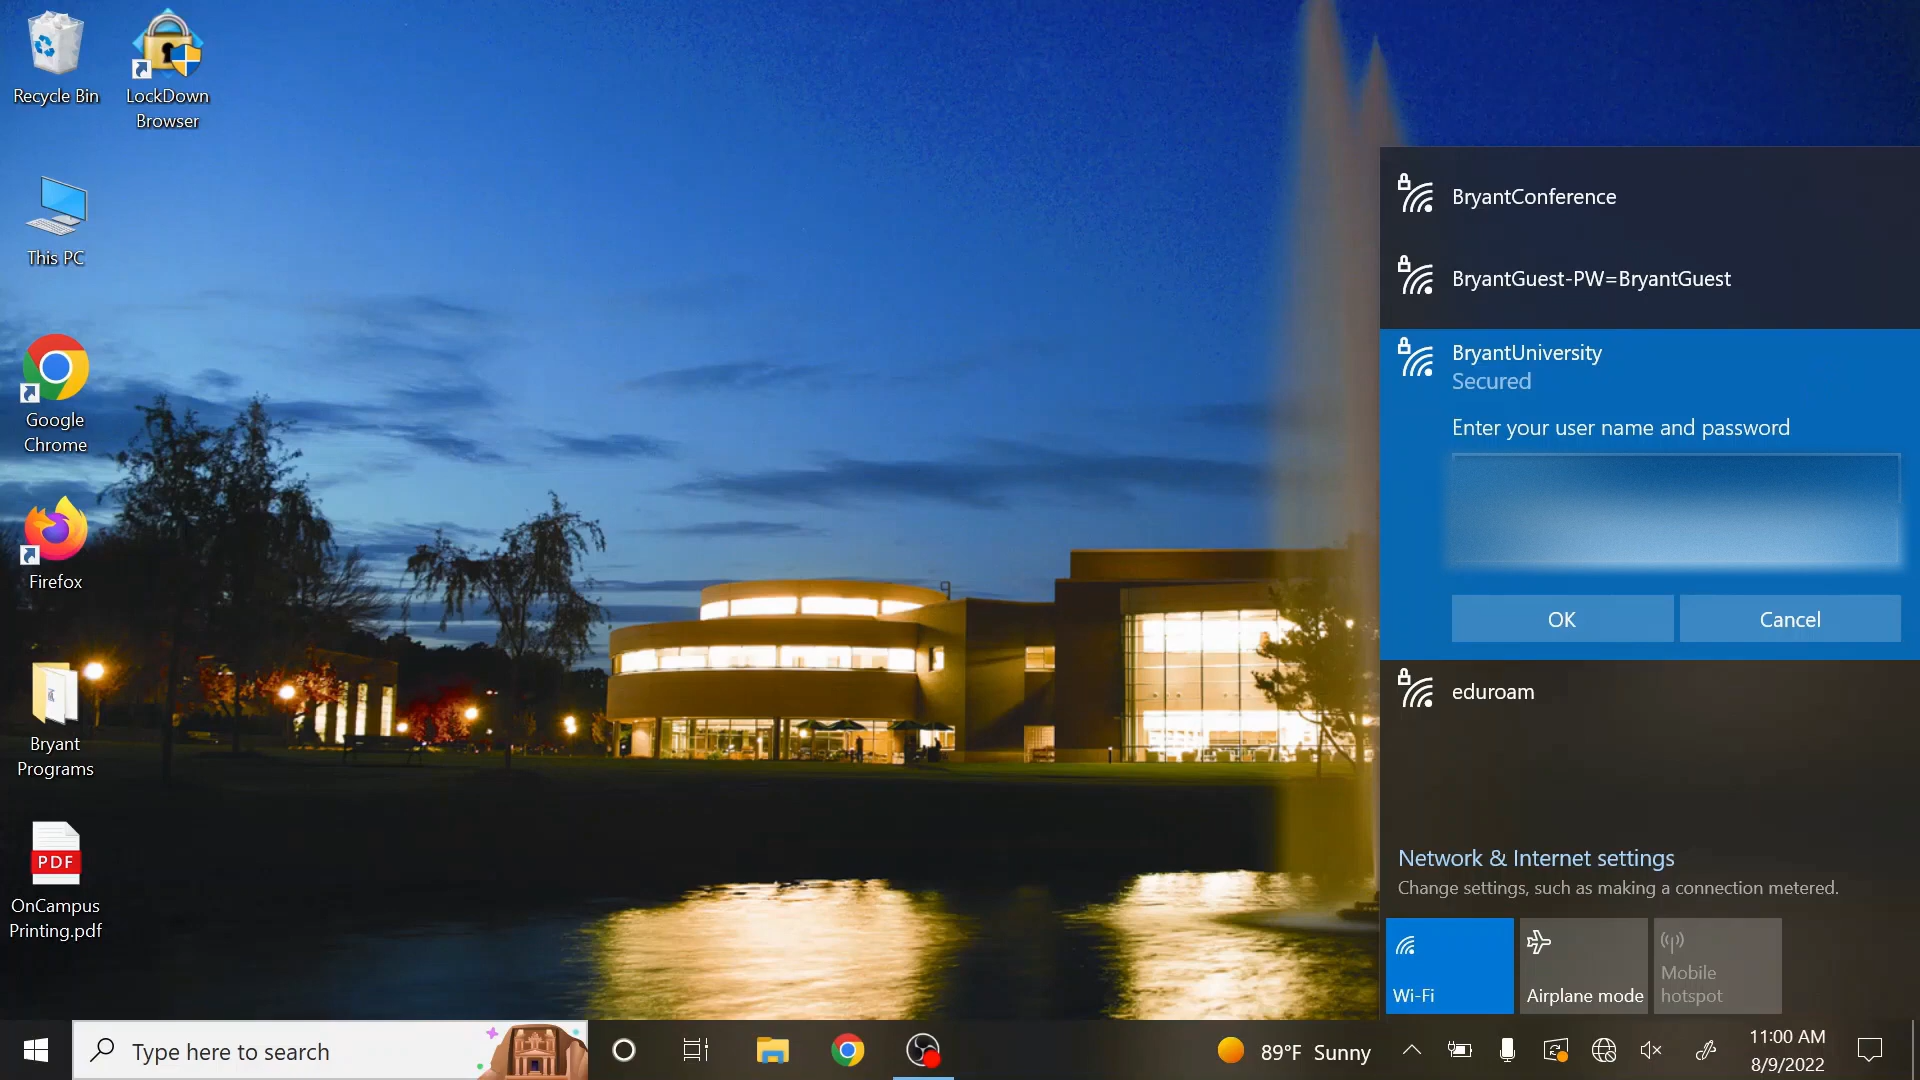 Recycle Bin
LockDown
Browser
This PC
Google
Chrome
Firefox
Bryant
Programs
PDF
OnCampus
Printing.pdf
BryantConference
BryantGuest-PW=BryantGuest
BryantUniversity
Secured
Enter your user name and password
OK
Cancel
eduroam
Network & Internet settings
Change settings, such as making a connection metered.
Wi-Fi
Airplane mode
Mobile
hotspot
Type here to search
89°F Sunny
11:00 AM
8/9/2022